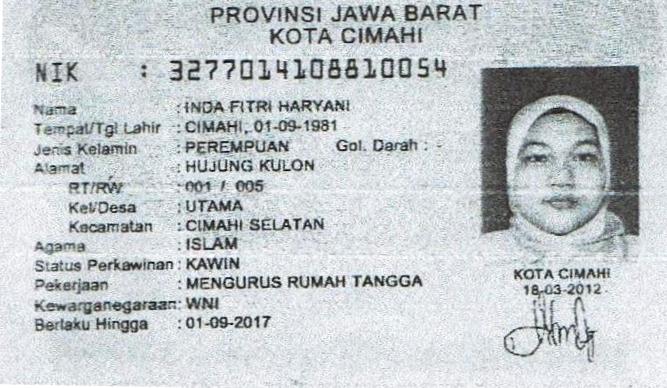 PROVINSI JAWA BARAT
KOTA CIMAHI
NIK : 3277014108810054
Nama : INDA FITRI HARYANI
Tempat/Tgl Lahir : CIMAHI, 01-09-1981
Jenis Kelamin : PEREMPUAN Gol. Darah : -
Alamat : HUJUNG KULON
RT/RW : 001 / 005
Kel/Desa : UTAMA
Kecamatan : CIMAHI SELATAN
Agama : ISLAM
Status Perkawinan : KAWIN
Pekerjaan : MENGURUS RUMAH TANGGA
Kewarganegaraan : WNI
Berlaku Hingga : 01-09-2017
KOTA CIMAHI
18-03-2012